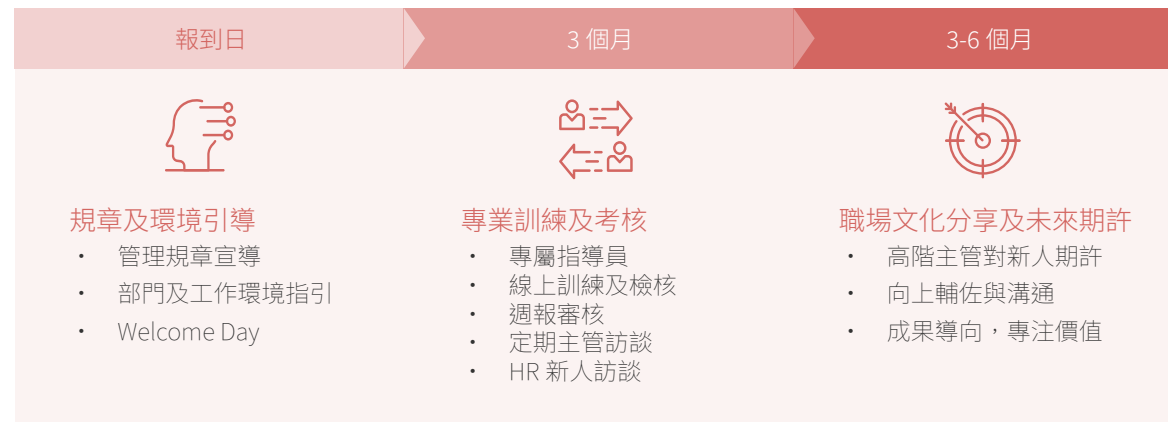 報到日
3 個月
3-6 個月
規章及環境引導
• 管理規章宣導
• 部門及工作環境指引
• Welcome Day
專業訓練及考核
• 專屬指導員
• 線上訓練及檢核
• 週報審核
• 定期主管訪談
• HR 新人訪談
職場文化分享及未來期許
• 高階主管對新人期許
• 向上輔佐與溝通
• 成果導向，專注價值